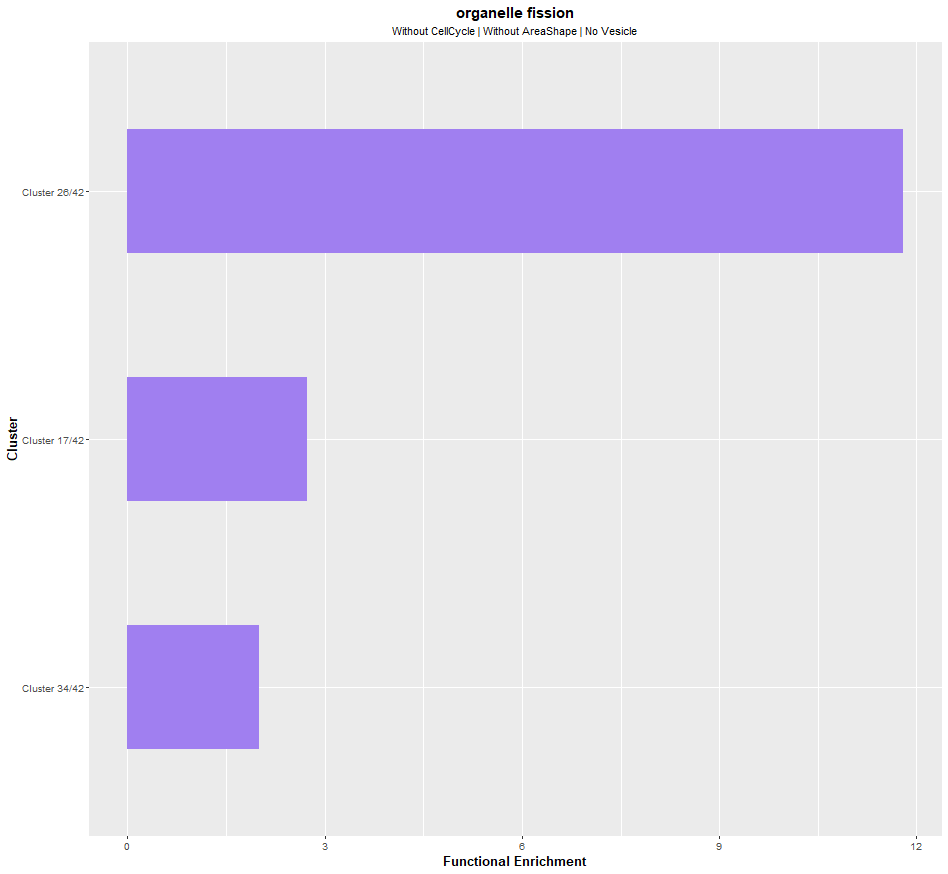 organelle fission
Without CellCycle | Without AreaShape | No Vesicle
Cluster
Cluster 26/42
Cluster 17/42
Cluster 34/42
0 3 6 9 12
Functional Enrichment